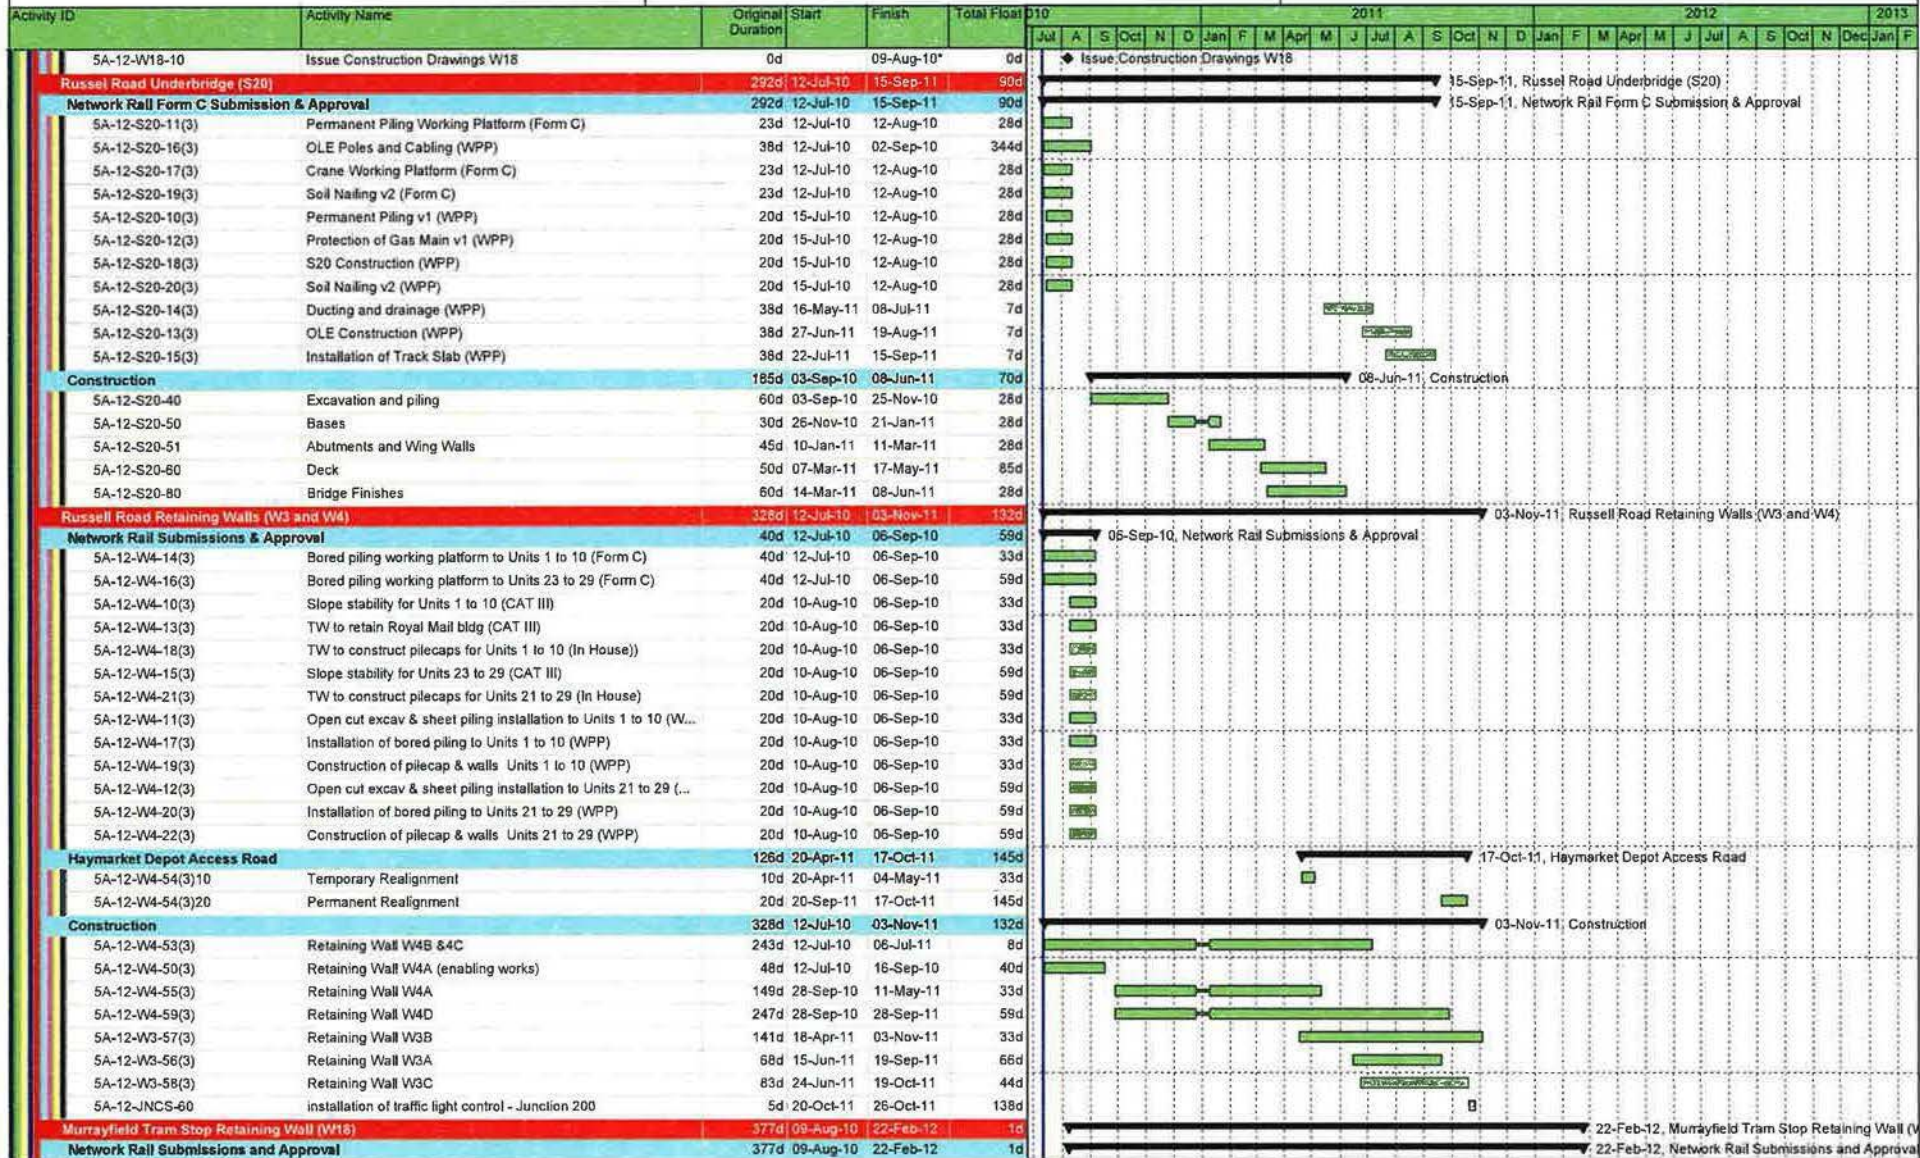 Activity ID Activity Name Original Duration Start Finish Total Float 010 2011 2012 2013
Jul A S Oct N D Jan F M Apr M J Jul A S Oct N D Jan F M Apr M J Jul A S Oct N Dec Jan F
5A-12-W18-10 Issue Construction Drawings W18 0d 09-Aug-10* 0d Issue Construction Drawings W18
Russel Road Underbridge (S20) 292d 12-Jul-10 15-Sep-11 90d 15-Sep-11, Russel Road Underbridge (S20)
Network Rail Form C Submission & Approval 292d 12-Jul-10 15-Sep-11 90d 15-Sep-11, Network Rail Form C Submission & Approval
5A-12-S20-11(3) Permanent Piling Working Platform (Form C) 23d 12-Jul-10 12-Aug-10 28d
5A-12-S20-16(3) OLE Poles and Cabling (WPP) 38d 12-Jul-10 02-Sep-10 344d
5A-12-S20-17(3) Crane Working Platform (Form C) 23d 12-Jul-10 12-Aug-10 28d
5A-12-S20-19(3) Soil Nailing v2 (Form C) 23d 12-Jul-10 12-Aug-10 28d
5A-12-S20-10(3) Permanent Piling v1 (WPP) 20d 15-Jul-10 12-Aug-10 28d
5A-12-S20-12(3) Protection of Gas Main v1 (WPP) 20d 15-Jul-10 12-Aug-10 28d
5A-12-S20-18(3) S20 Construction (WPP) 20d 15-Jul-10 12-Aug-10 28d
5A-12-S20-20(3) Soil Nailing v2 (WPP) 20d 15-Jul-10 12-Aug-10 28d
5A-12-S20-14(3) Ducting and drainage (WPP) 38d 16-May-11 08-Jul-11 7d
5A-12-S20-13(3) OLE Construction (WPP) 38d 27-Jun-11 19-Aug-11 7d
5A-12-S20-15(3) Installation of Track Slab (WPP) 38d 22-Jul-11 15-Sep-11 7d
Construction 185d 03-Sep-10 08-Jun-11 70d 08-Jun-11, Construction
5A-12-S20-40 Excavation and piling 60d 03-Sep-10 25-Nov-10 28d
5A-12-S20-50 Bases 30d 26-Nov-10 21-Jan-11 28d
5A-12-S20-51 Abutments and Wing Walls 45d 10-Jan-11 11-Mar-11 28d
5A-12-S20-60 Deck 50d 07-Mar-11 17-May-11 85d
5A-12-S20-80 Bridge Finishes 60d 14-Mar-11 08-Jun-11 28d
Russell Road Retaining Walls (W3 and W4) 328d 12-Jul-10 03-Nov-11 132d 03-Nov-11, Russell Road Retaining Walls (W3 and W4)
Network Rail Submissions & Approval 40d 12-Jul-10 06-Sep-10 59d 06-Sep-10, Network Rail Submissions & Approval
5A-12-W4-14(3) Bored piling working platform to Units 1 to 10 (Form C) 40d 12-Jul-10 06-Sep-10 33d
5A-12-W4-16(3) Bored piling working platform to Units 23 to 29 (Form C) 40d 12-Jul-10 06-Sep-10 59d
5A-12-W4-10(3) Slope stability for Units 1 to 10 (CAT III) 20d 10-Aug-10 06-Sep-10 33d
5A-12-W4-13(3) TW to retain Royal Mail bldg (CAT III) 20d 10-Aug-10 06-Sep-10 33d
5A-12-W4-18(3) TW to construct pilecaps for Units 1 to 10 (In House)) 20d 10-Aug-10 06-Sep-10 33d
5A-12-W4-15(3) Slope stability for Units 23 to 29 (CAT III) 20d 10-Aug-10 06-Sep-10 59d
5A-12-W4-21(3) TW to construct pilecaps for Units 21 to 29 (In House) 20d 10-Aug-10 06-Sep-10 59d
5A-12-W4-11(3) Open cut excav & sheet piling installation to Units 1 to 10 (W... 20d 10-Aug-10 06-Sep-10 33d
5A-12-W4-17(3) Installation of bored piling to Units 1 to 10 (WPP) 20d 10-Aug-10 06-Sep-10 33d
5A-12-W4-19(3) Construction of pilecap & walls Units 1 to 10 (WPP) 20d 10-Aug-10 06-Sep-10 33d
5A-12-W4-12(3) Open cut excav & sheet piling installation to Units 21 to 29 (... 20d 10-Aug-10 06-Sep-10 59d
5A-12-W4-20(3) Installation of bored piling to Units 21 to 29 (WPP) 20d 10-Aug-10 06-Sep-10 59d
5A-12-W4-22(3) Construction of pilecap & walls Units 21 to 29 (WPP) 20d 10-Aug-10 06-Sep-10 59d
Haymarket Depot Access Road 126d 20-Apr-11 17-Oct-11 145d 17-Oct-11, Haymarket Depot Access Road
5A-12-W4-54(3)10 Temporary Realignment 10d 20-Apr-11 04-May-11 33d
5A-12-W4-54(3)20 Permanent Realignment 20d 20-Sep-11 17-Oct-11 145d
Construction 328d 12-Jul-10 03-Nov-11 132d 03-Nov-11, Construction
5A-12-W4-53(3) Retaining Wall W4B &4C 243d 12-Jul-10 06-Jul-11 8d
5A-12-W4-50(3) Retaining Wall W4A (enabling works) 48d 12-Jul-10 16-Sep-10 40d
5A-12-W4-55(3) Retaining Wall W4A 149d 28-Sep-10 11-May-11 33d
5A-12-W4-59(3) Retaining Wall W4D 247d 28-Sep-10 28-Sep-11 59d
5A-12-W3-57(3) Retaining Wall W3B 141d 18-Apr-11 03-Nov-11 33d
5A-12-W3-56(3) Retaining Wall W3A 68d 15-Jun-11 19-Sep-11 66d
5A-12-W3-58(3) Retaining Wall W3C 83d 24-Jun-11 19-Oct-11 44d
5A-12-JNCS-60 installation of traffic light control - Junction 200 5d 20-Oct-11 26-Oct-11 138d
Murrayfield Tram Stop Retaining Wall (W18) 377d 09-Aug-10 22-Feb-12 1d 22-Feb-12, Murrayfield Tram Stop Retaining Wall (W
Network Rail Submissions and Approval 377d 09-Aug-10 22-Feb-12 1d 22-Feb-12, Network Rail Submissions and Approval